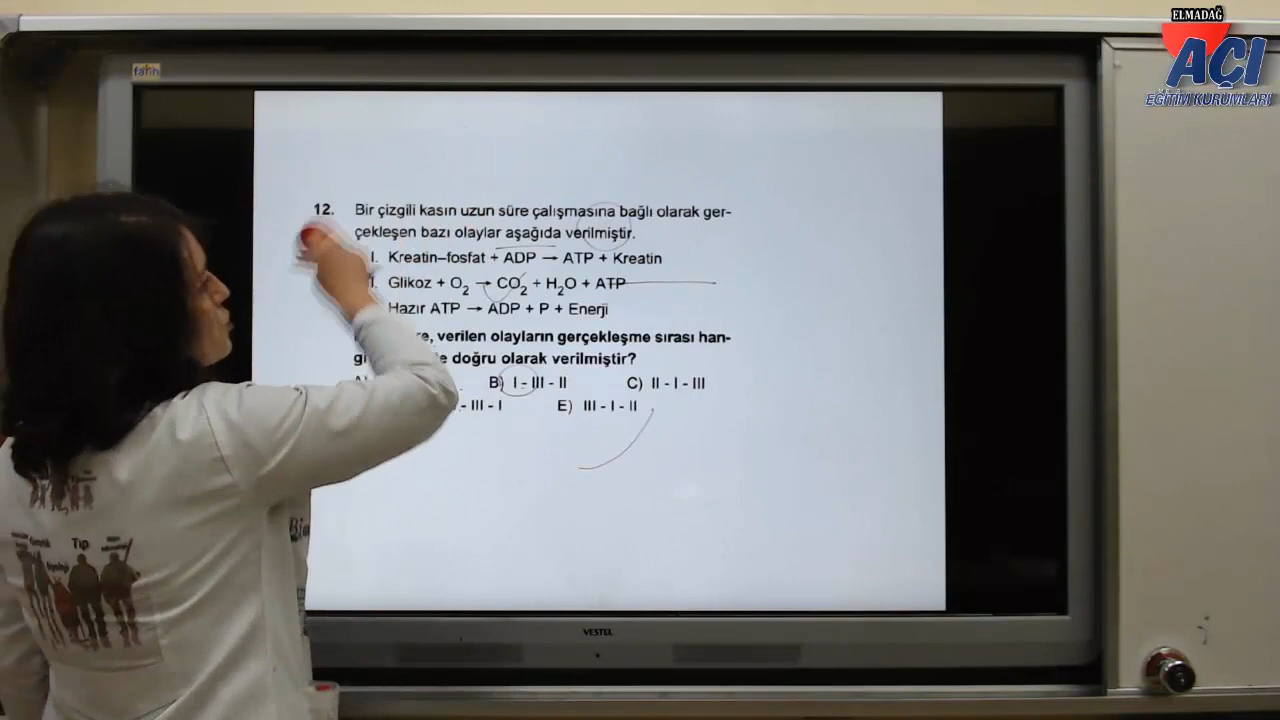 ELMADAĞ
AÇI
EĞİTİM KURUMLARI
fatih
12. Bir çizgili kasın uzun süre çalışmasına bağlı olarak ger-
çekleşen bazı olaylar aşağıda verilmiştir.
I. Kreatin–fosfat + ADP → ATP + Kreatin
I. Glikoz + O₂ → CO₂ + H₂O + ATP
Hazır ATP → ADP + P + Enerji
re, verilen olayların gerçekleşme sırası han-
gi doğru olarak verilmiştir?
B) I - III - II C) II - I - III
- III - I E) III - I - II
Tıp
VESTEL